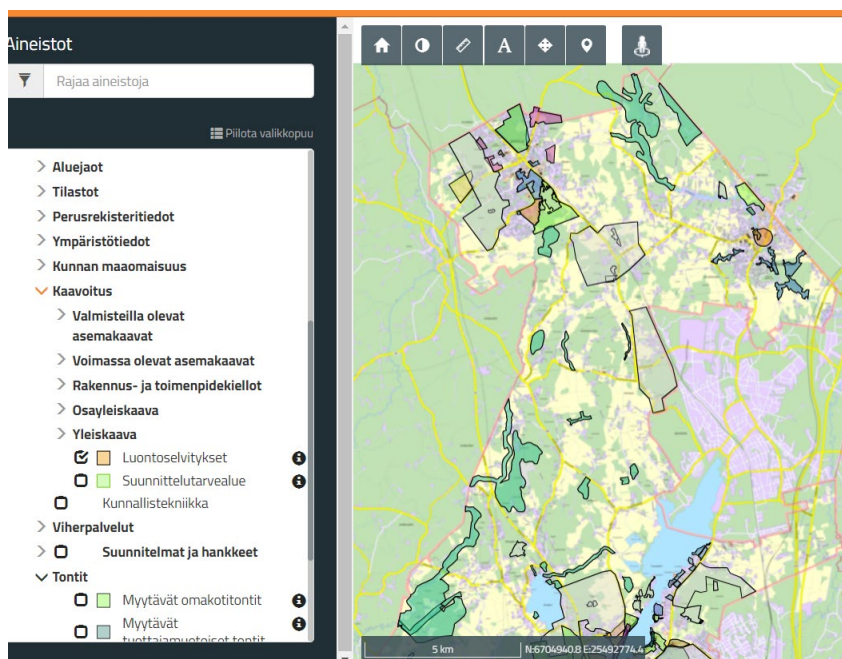 Aineistot
Rajaa aineistoja
Piilota valikkopuu
Aluejaot
Tilastot
Perusrekisteritiedot
Ympäristötiedot
Kunnan maaomaisuus
Kaavoitus
Valmisteilla olevat
asemakaavat
Voimassa olevat asemakaavat
Rakennus- ja toimenpidekiellot
Osayleiskaava
Yleiskaava
Luontoselvitykset
Suunnittelutarvealue
Kunnallistekniikka
Viherpalvelut
Suunnitelmat ja hankkeet
Tontit
Myytävät omakotitontit
Myytävät
tuottajamuotoiset tontit
A
5 km
N:6704940.8 E:25492774.4